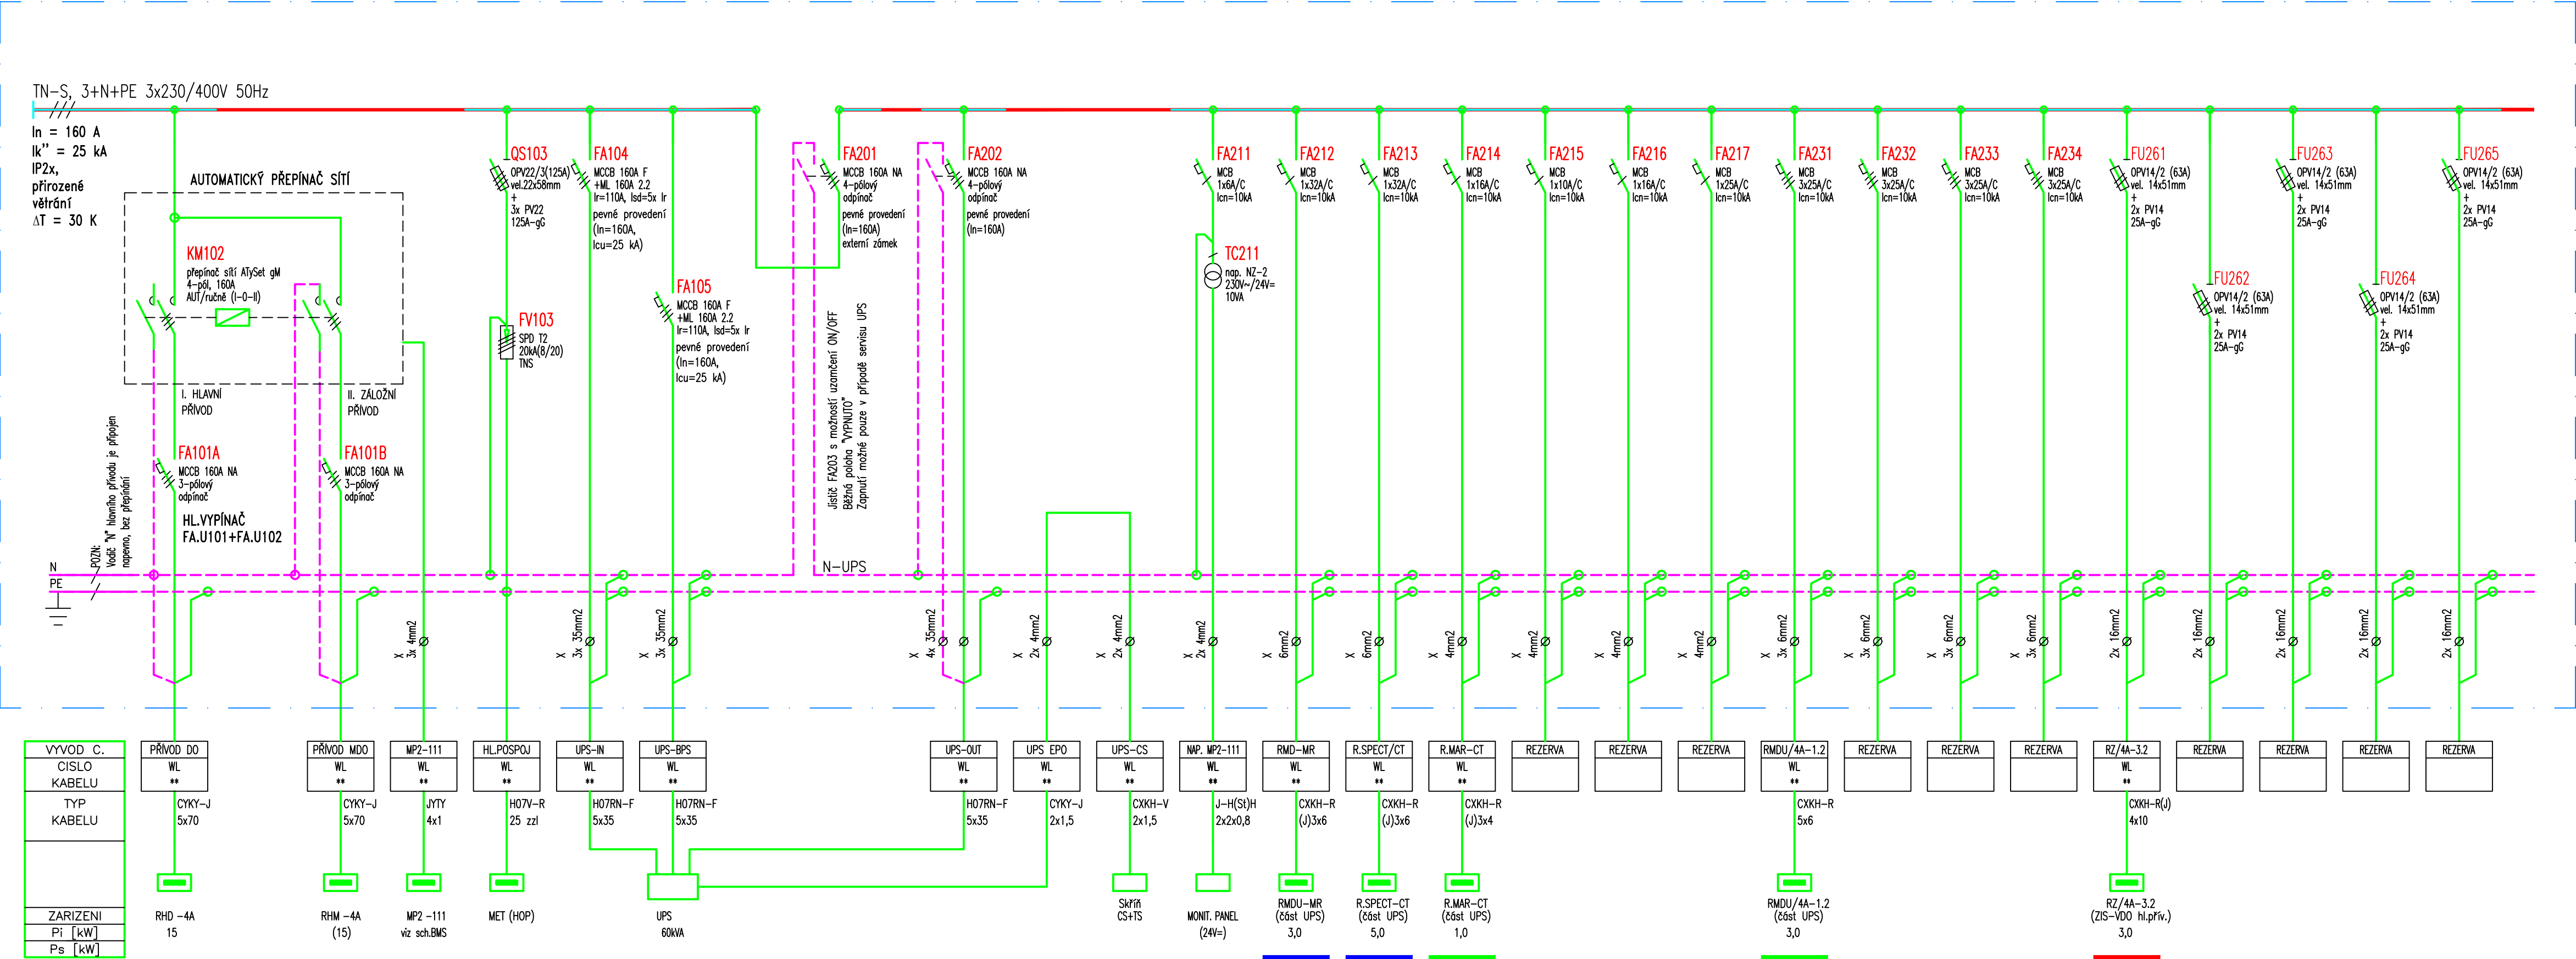 TN-S, 3+N+PE 3x230/400V 50Hz
In = 160 A
Ik'' = 25 kA
IP2x,
přirozené
větrání
ΔT = 30 K
AUTOMATICKÝ PŘEPÍNAČ SÍTÍ
KM102
přepínač sítí ATySet gM
4-pól, 160A
AUT/ručně (I-0-II)
I. HLAVNÍ
PŘÍVOD
II. ZÁLOŽNÍ
PŘÍVOD
FA101A
MCCB 160A NA
3-pólový
odpínač
HL.VYPÍNAČ
FA.U101+FA.U102
FA101B
MCCB 160A NA
3-pólový
odpínač
POZN:
Vodič "N" hlavního přívodu je připojen
napevno, bez přepínání
N
PE
QS103
OPV22/3(125A)
vel.22x58mm
+
3x PV22
125A-gG
FV103
SPD T2
20kA(8/20)
TNS
FA104
MCCB 160A F
+ML 160A 2.2
Ir=110A, Isd=5x Ir
pevné provedení
(In=160A,
Icu=25 kA)
FA105
MCCB 160A F
+ML 160A 2.2
Ir=110A, Isd=5x Ir
pevné provedení
(In=160A,
Icu=25 kA)
FA201
MCCB 160A NA
4-pólový
odpínač
pevné provedení
(In=160A)
externí zámek
Jistič FA203 s možností uzamčení ON/OFF
Běžná poloha "VYPNUTO"
Zapnutí možné pouze v případě servisu UPS
N-UPS
FA202
MCCB 160A NA
4-pólový
odpínač
pevné provedení
(In=160A)
FA211
MCB
1x6A/C
Icn=10kA
TC211
nap. NZ-2
230V~/24V=
10VA
FA212
MCB
1x32A/C
Icn=10kA
FA213
MCB
1x32A/C
Icn=10kA
FA214
MCB
1x16A/C
Icn=10kA
FA215
MCB
1x10A/C
Icn=10kA
FA216
MCB
1x16A/C
Icn=10kA
FA217
MCB
1x25A/C
Icn=10kA
FA231
MCB
3x25A/C
Icn=10kA
FA232
MCB
3x25A/C
Icn=10kA
FA233
MCB
3x25A/C
Icn=10kA
FA234
MCB
3x25A/C
Icn=10kA
FU261
OPV14/2 (63A)
vel. 14x51mm
+
2x PV14
25A-gG
FU262
OPV14/2 (63A)
vel. 14x51mm
+
2x PV14
25A-gG
FU263
OPV14/2 (63A)
vel. 14x51mm
+
2x PV14
25A-gG
FU264
OPV14/2 (63A)
vel. 14x51mm
+
2x PV14
25A-gG
FU265
OPV14/2 (63A)
vel. 14x51mm
+
2x PV14
25A-gG
X 3x 4mm2
X 3x 35mm2
X 3x 35mm2
X 4x 35mm2
X 2x 4mm2
X 2x 4mm2
X 2x 4mm2
X 6mm2
X 6mm2
X 4mm2
X 4mm2
X 4mm2
X 4mm2
X 3x 6mm2
X 3x 6mm2
X 3x 6mm2
X 3x 6mm2
2x 16mm2
2x 16mm2
2x 16mm2
2x 16mm2
2x 16mm2
VYVOD C.
CISLO
KABELU
TYP
KABELU
ZARIZENI
Pi [kW]
Ps [kW]
PŘÍVOD DO
WL
**
CYKY-J
5x70
RHD -4A
15
PŘÍVOD MDO
WL
**
CYKY-J
5x70
RHM -4A
(15)
MP2-111
WL
**
JYTY
4x1
MP2 -111
viz sch.BMS
HL.POSPOJ
WL
**
H07V-R
25 zzl
MET (HOP)
UPS-IN
WL
**
H07RN-F
5x35
UPS-BPS
WL
**
H07RN-F
5x35
UPS
60kVA
UPS-OUT
WL
**
H07RN-F
5x35
UPS EPO
WL
**
CYKY-J
2x1,5
UPS-CS
WL
**
CXKH-V
2x1,5
Skříň
CS+TS
NAP. MP2-111
WL
**
J-H(St)H
2x2x0,8
MONIT. PANEL
(24V=)
RMD-MR
WL
**
CXKH-R
(J)3x6
RMDU-MR
(část UPS)
3,0
R.SPECT/CT
WL
**
CXKH-R
(J)3x6
R.SPECT-CT
(část UPS)
5,0
R.MAR-CT
WL
**
CXKH-R
(J)3x4
R.MAR-CT
(část UPS)
1,0
REZERVA
REZERVA
REZERVA
RMDU/4A-1.2
WL
**
CXKH-R
5x6
RMDU/4A-1.2
(část UPS)
3,0
REZERVA
REZERVA
REZERVA
RZ/4A-3.2
WL
**
CXKH-R(J)
4x10
RZ/4A-3.2
(ZIS-VDO hl.přív.)
3,0
REZERVA
REZERVA
REZERVA
REZERVA